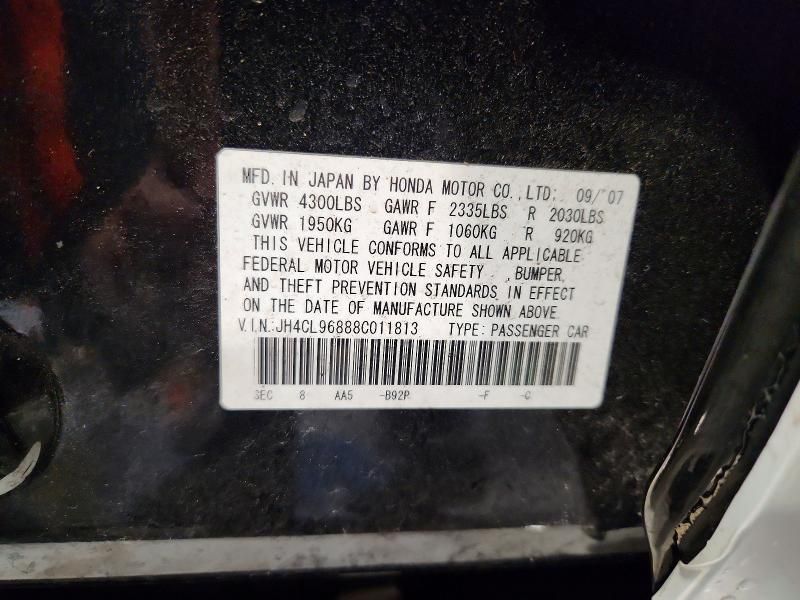 MFD. IN JAPAN BY HONDA MOTOR CO.,LTD; 09/'07
GVWR 4300LBS GAWR F 2335LBS R 2030LBS
GVWR 1950KG GAWR F 1060KG R 920KG
THIS VEHICLE CONFORMS TO ALL APPLICABLE
FEDERAL MOTOR VEHICLE SAFETY , BUMPER,
AND THEFT PREVENTION STANDARDS IN EFFECT
ON THE DATE OF MANUFACTURE SHOWN ABOVE.
V.I.N.:JH4CL96888C011813 TYPE: PASSENGER CAR
SEC 8 AA5 -B92P -F -C